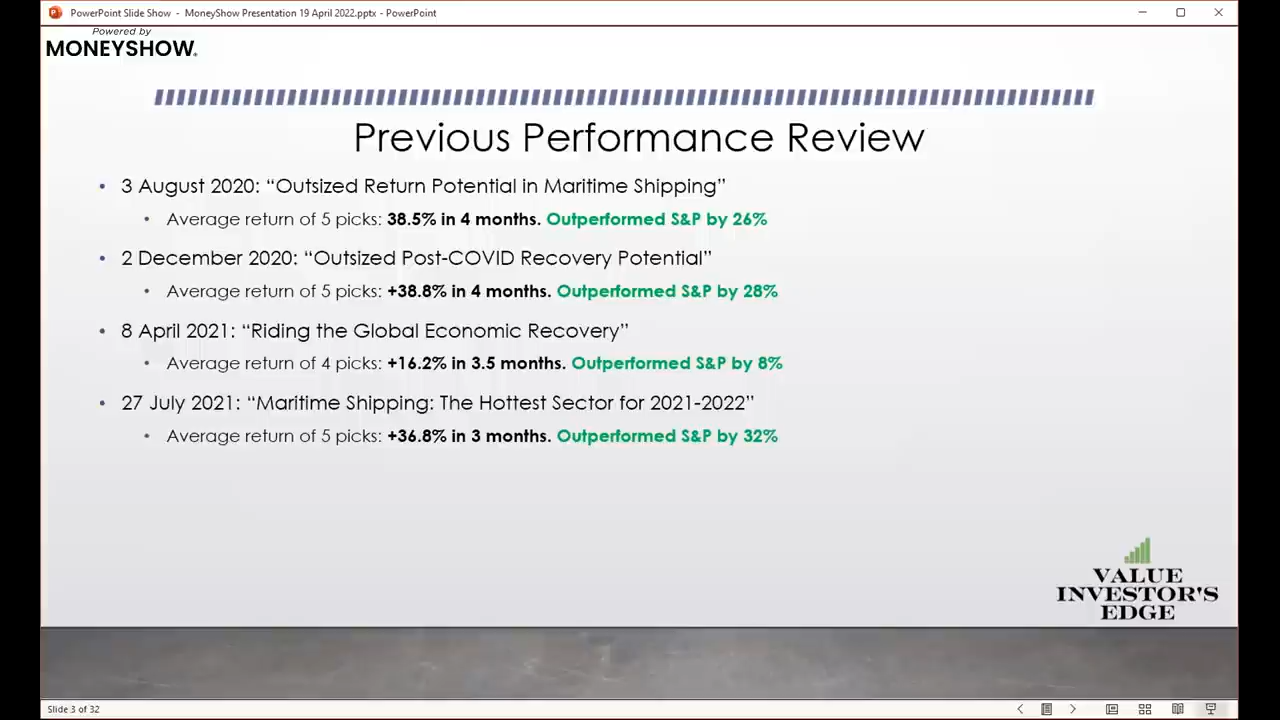 PowerPoint Slide Show - MoneyShow Presentation 19 April 2022.pptx - PowerPoint
Powered by
MONEYSHOW.
Previous Performance Review
• 3 August 2020: “Outsized Return Potential in Maritime Shipping”
• Average return of 5 picks: 38.5% in 4 months. Outperformed S&P by 26%
• 2 December 2020: “Outsized Post-COVID Recovery Potential”
• Average return of 5 picks: +38.8% in 4 months. Outperformed S&P by 28%
• 8 April 2021: “Riding the Global Economic Recovery”
• Average return of 4 picks: +16.2% in 3.5 months. Outperformed S&P by 8%
• 27 July 2021: “Maritime Shipping: The Hottest Sector for 2021-2022”
• Average return of 5 picks: +36.8% in 3 months. Outperformed S&P by 32%
VALUE
INVESTOR'S
EDGE
Slide 3 of 32